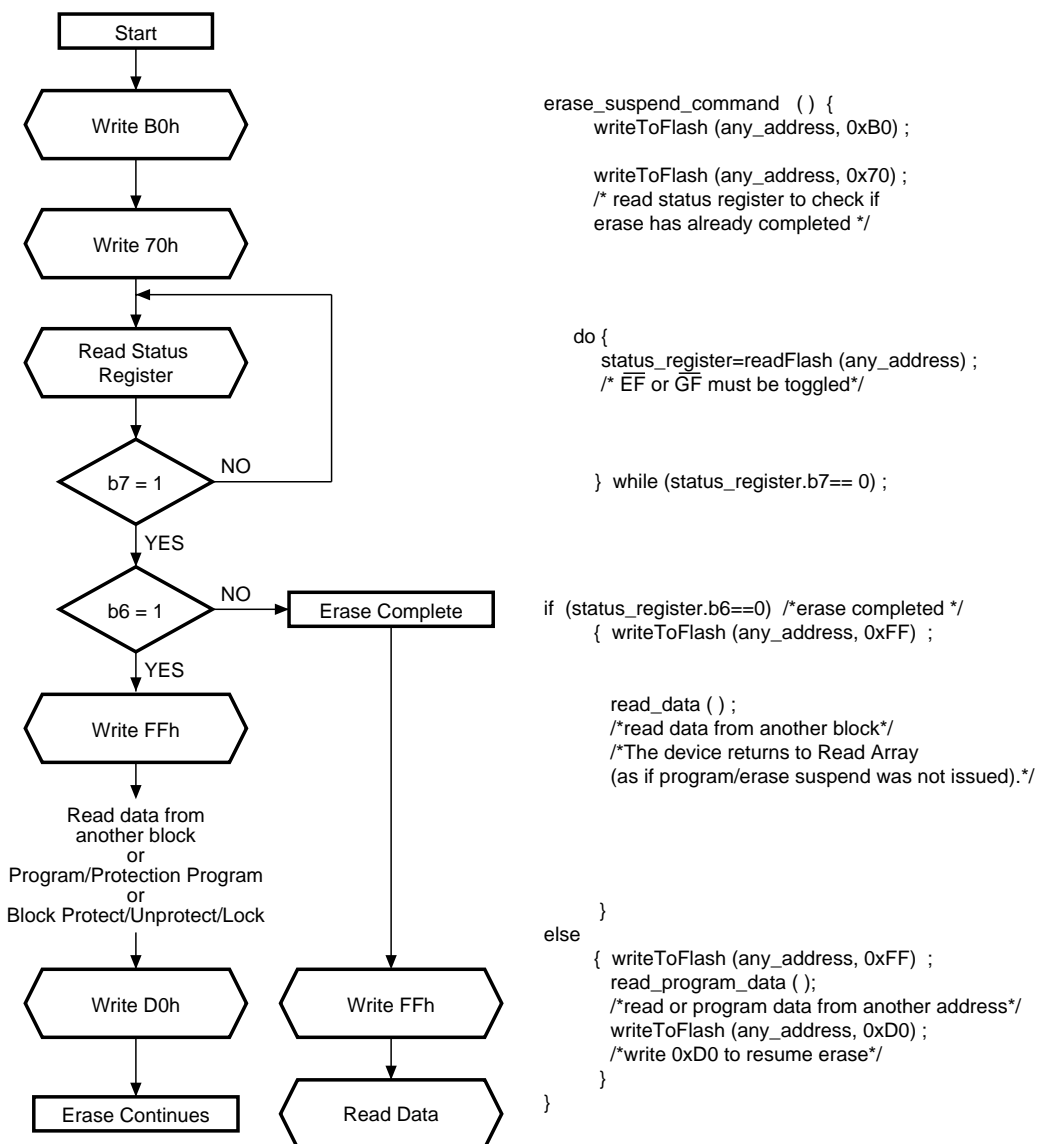 Start
Write B0h
Write 70h
Read Status
Register
b7 = 1
NO
YES
b6 = 1
NO
Erase Complete
YES
Write FFh
Read data from
another block
or
Program/Protection Program
or
Block Protect/Unprotect/Lock
Write D0h
Write FFh
Erase Continues
Read Data
erase_suspend_command ( ) {
writeToFlash (any_address, 0xB0) ;
writeToFlash (any_address, 0x70) ;
/* read status register to check if
erase has already completed */
do {
status_register=readFlash (any_address) ;
/* E̅F̅ or G̅F̅ must be toggled*/
} while (status_register.b7== 0) ;
if (status_register.b6==0) /*erase completed */
{ writeToFlash (any_address, 0xFF) ;
read_data ( ) ;
/*read data from another block*/
/*The device returns to Read Array
(as if program/erase suspend was not issued).*/
}
else
{ writeToFlash (any_address, 0xFF) ;
read_program_data ( );
/*read or program data from another address*/
writeToFlash (any_address, 0xD0) ;
/*write 0xD0 to resume erase*/
}
}